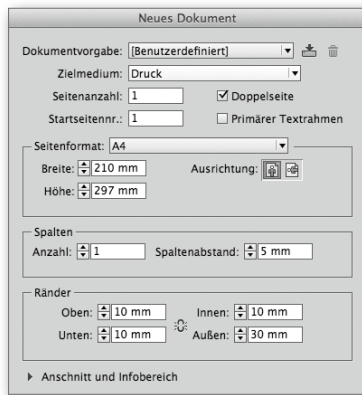 Neues Dokument
Dokumentvorgabe: [Benutzerdefiniert]
Zielmedium: Druck
Seitenanzahl: 1 Doppelseite
Startseitennr.: 1 Primärer Textrahmen
Seitenformat: A4
Breite: 210 mm Ausrichtung:
Höhe: 297 mm
Spalten
Anzahl: 1 Spaltenabstand: 5 mm
Ränder
Oben: 10 mm Innen: 10 mm
Unten: 10 mm Außen: 30 mm
Anschnitt und Infobereich